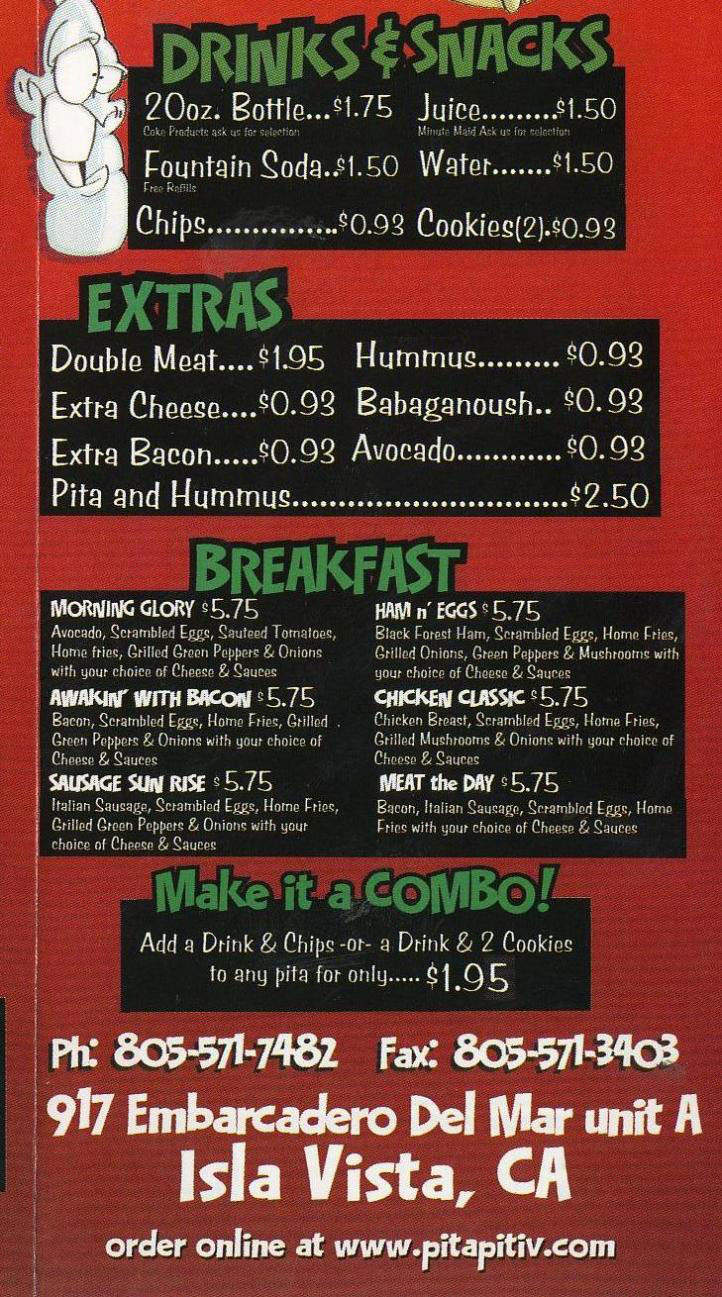 DRINKS & SNACKS
20oz. Bottle...$1.75 Juice.........$1.50
Coke Products ask us for selection Minute Maid Ask us for selection
Fountain Soda..$1.50 Water.......$1.50
Free Refills
Chips................$0.93 Cookies(2).$0.93
EXTRAS
Double Meat....$1.95 Hummus.........$0.93
Extra Cheese....$0.93 Babaganoush..$0.93
Extra Bacon.....$0.93 Avocado............$0.93
Pita and Hummus...............................$2.50
BREAKFAST
MORNING GLORY $5.75
Avocado, Scrambled Eggs, Sauteed Tomatoes,
Home fries, Grilled Green Peppers & Onions
with your choice of Cheese & Sauces
AWAKIN' WITH BACON $5.75
Bacon, Scrambled Eggs, Home Fries, Grilled
Green Peppers & Onions with your choice of
Cheese & Sauces
SAUSAGE SUN RISE $5.75
Italian Sausage, Scrambled Eggs, Home Fries,
Grilled Green Peppers & Onions with your
choice of Cheese & Sauces
HAM n' EGGS $5.75
Black Forest Ham, Scrambled Eggs, Home Fries,
Grilled Onions, Green Peppers & Mushrooms with
your choice of Cheese & Sauces
CHICKEN CLASSIC $5.75
Chicken Breast, Scrambled Eggs, Home Fries,
Grilled Mushrooms & Onions with your choice of
Cheese & Sauces
MEAT the DAY $5.75
Bacon, Italian Sausage, Scrambled Eggs, Home
Fries with your choice of Cheese & Sauces
Make it a COMBO!
Add a Drink & Chips -or- a Drink & 2 Cookies
to any pita for only..... $1.95
Ph: 805-571-7482 Fax: 805-571-3403
917 Embarcadero Del Mar unit A
Isla Vista, CA
order online at www.pitapitiv.com